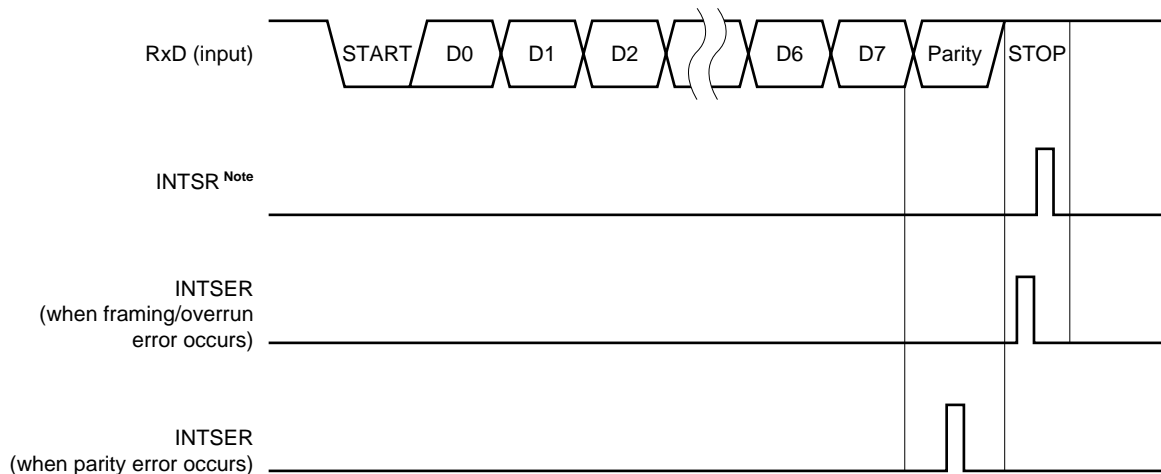 RxD (input)
START D0 D1 D2 D6 D7 Parity STOP
INTSR Note
INTSER
(when framing/overrun
error occurs)
INTSER
(when parity error occurs)